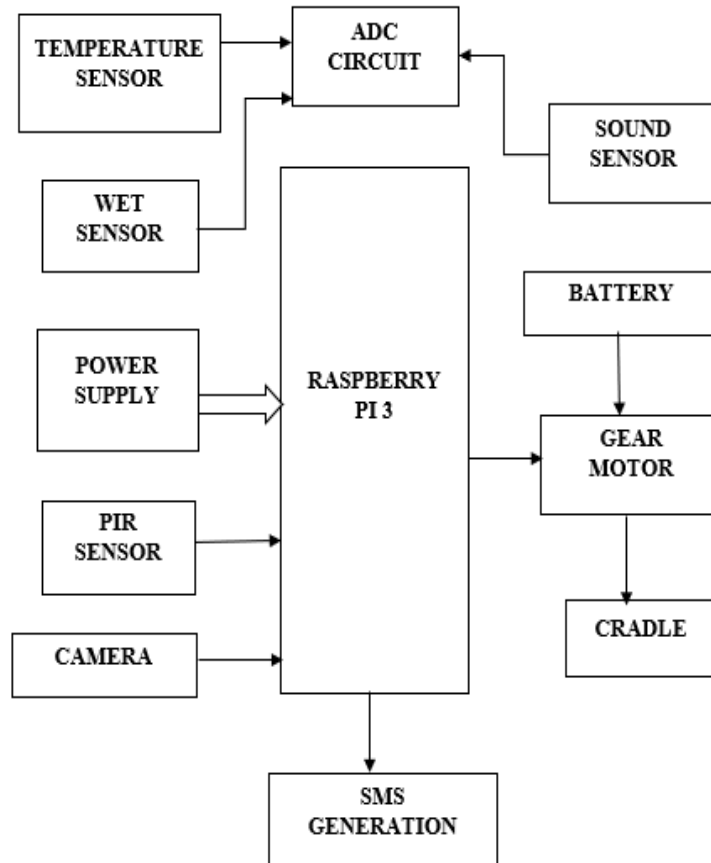 TEMPERATURE
SENSOR
ADC
CIRCUIT
SOUND
SENSOR
WET
SENSOR
BATTERY
POWER
SUPPLY
RASPBERRY
PI 3
GEAR
MOTOR
PIR
SENSOR
CRADLE
CAMERA
SMS
GENERATION